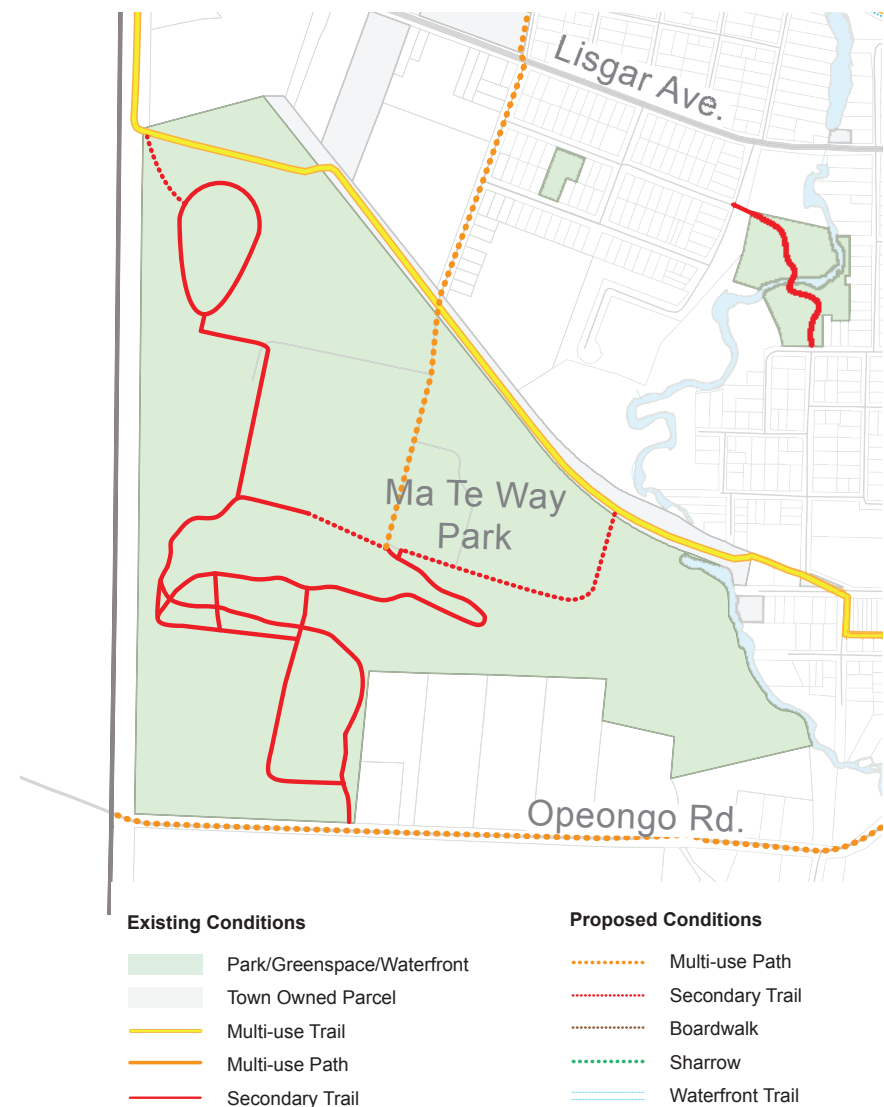 Lisgar Ave.
Ma Te Way
Park
Opeongo Rd.
Existing Conditions
Park/Greenspace/Waterfront
Town Owned Parcel
Multi-use Trail
Multi-use Path
Secondary Trail
Proposed Conditions
Multi-use Path
Secondary Trail
Boardwalk
Sharrow
Waterfront Trail